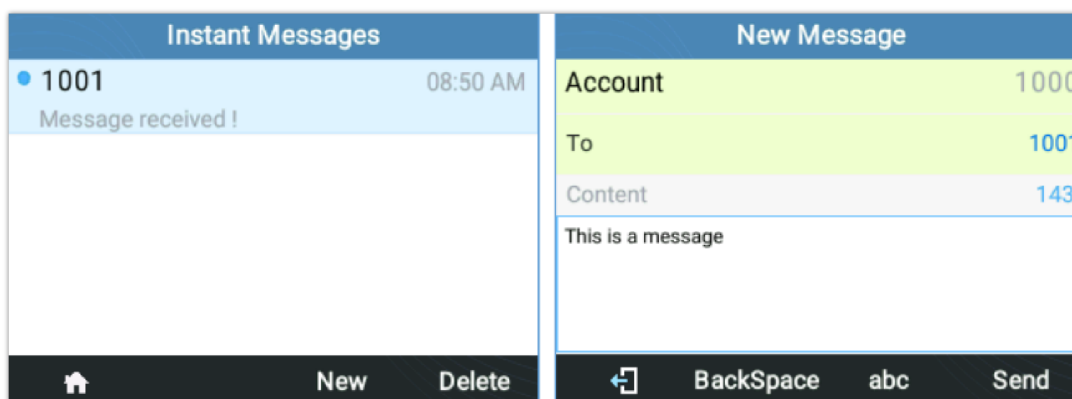 Instant Messages
1001
08:50 AM
Message received !
New
Delete
New Message
Account
1000
To
1001
Content
143
This is a message
BackSpace
abc
Send